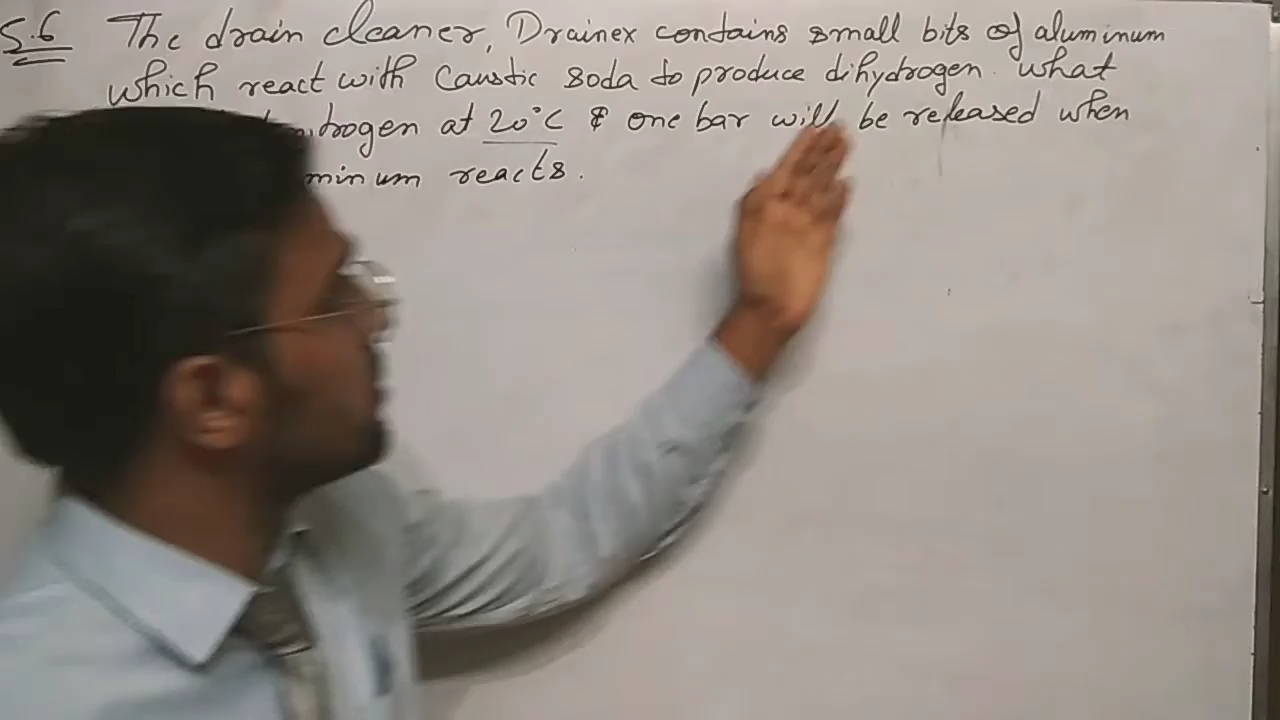 5.6 The drain cleaner, Drainex contains small bits of aluminum
which react with Caustic soda to produce dihydrogen. what
drogen at 20°C & one bar will be released when
minum reacts.